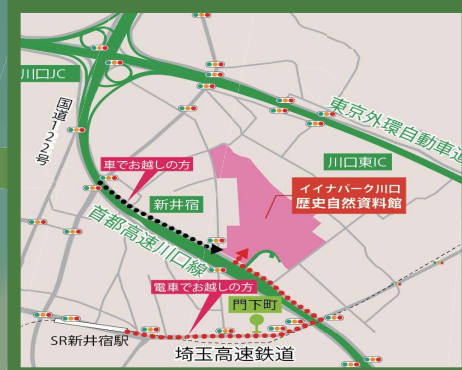 川口JC
国道122号
東京外環自動車道
車でお越しの方
川口東IC
新井宿
イイナパーク川口
歴史自然資料館
首都高速川口線
電車でお越しの方
門下町
SR新井宿駅
埼玉高速鉄道